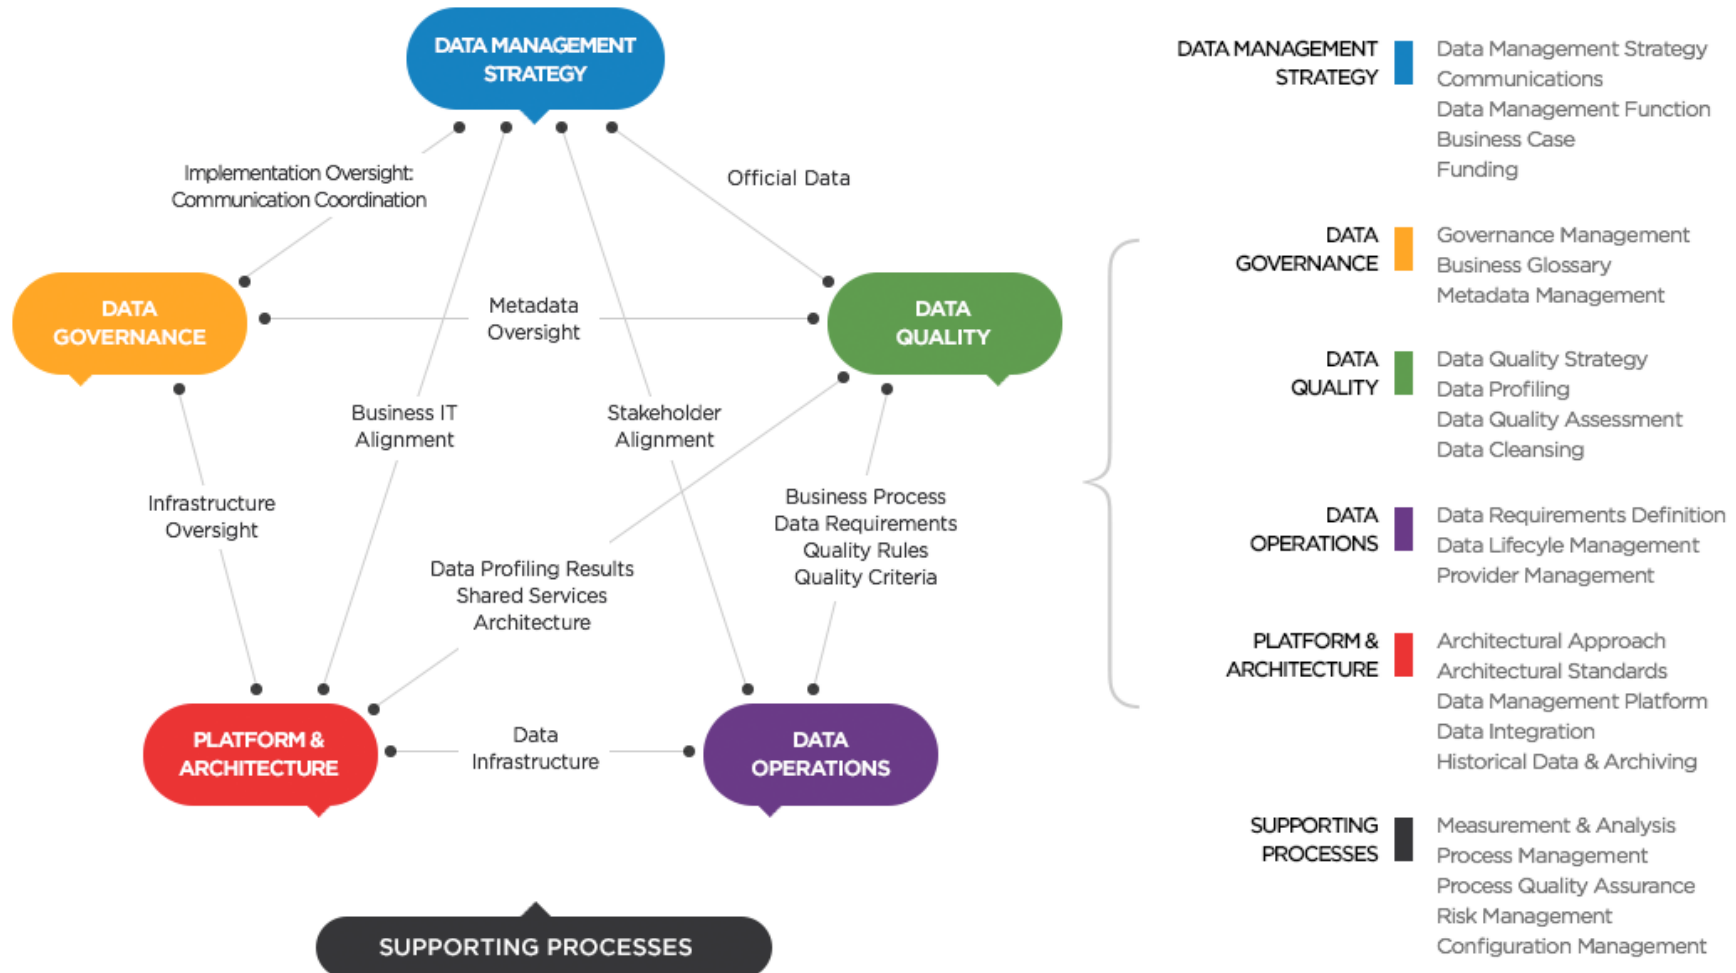 DATA MANAGEMENT
STRATEGY
Implementation Oversight:
Communication Coordination
Official Data
DATA
GOVERNANCE
Metadata
Oversight
DATA
QUALITY
Business IT
Alignment
Stakeholder
Alignment
Infrastructure
Oversight
Business Process
Data Requirements
Quality Rules
Quality Criteria
Data Profiling Results
Shared Services
Architecture
PLATFORM &
ARCHITECTURE
Data
Infrastructure
DATA
OPERATIONS
SUPPORTING PROCESSES
DATA MANAGEMENT
STRATEGY
Data Management Strategy
Communications
Data Management Function
Business Case
Funding
DATA
GOVERNANCE
Governance Management
Business Glossary
Metadata Management
DATA
QUALITY
Data Quality Strategy
Data Profiling
Data Quality Assessment
Data Cleansing
DATA
OPERATIONS
Data Requirements Definition
Data Lifecyle Management
Provider Management
PLATFORM &
ARCHITECTURE
Architectural Approach
Architectural Standards
Data Management Platform
Data Integration
Historical Data & Archiving
SUPPORTING
PROCESSES
Measurement & Analysis
Process Management
Process Quality Assurance
Risk Management
Configuration Management